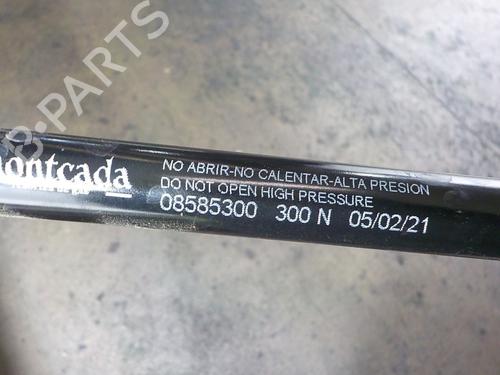 montcada
NO ABRIR-NO CALENTAR-ALTA PRESION
DO NOT OPEN HIGH PRESSURE
08585300 300 N 05/02/21
B-PARTS